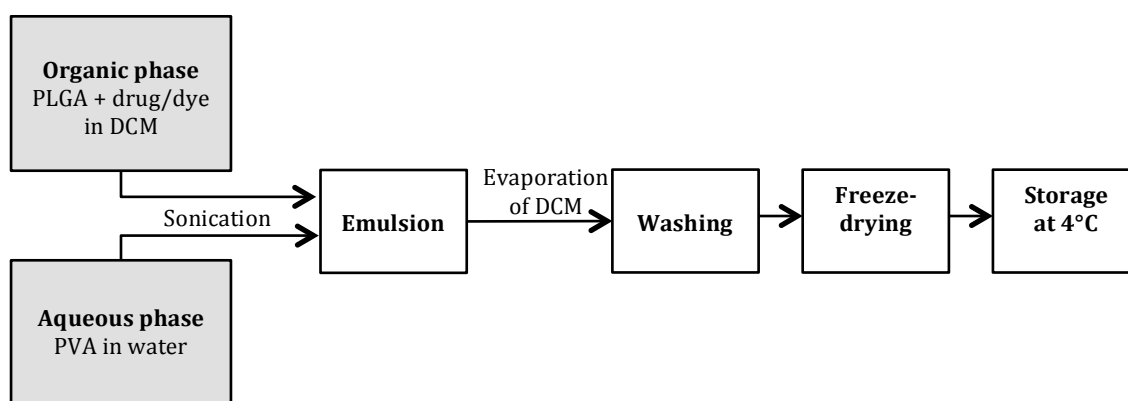 Organic phase
PLGA + drug/dye
in DCM
Sonication
Aqueous phase
PVA in water
Emulsion
Evaporation
of DCM
Washing
Freeze-
drying
Storage
at 4°C